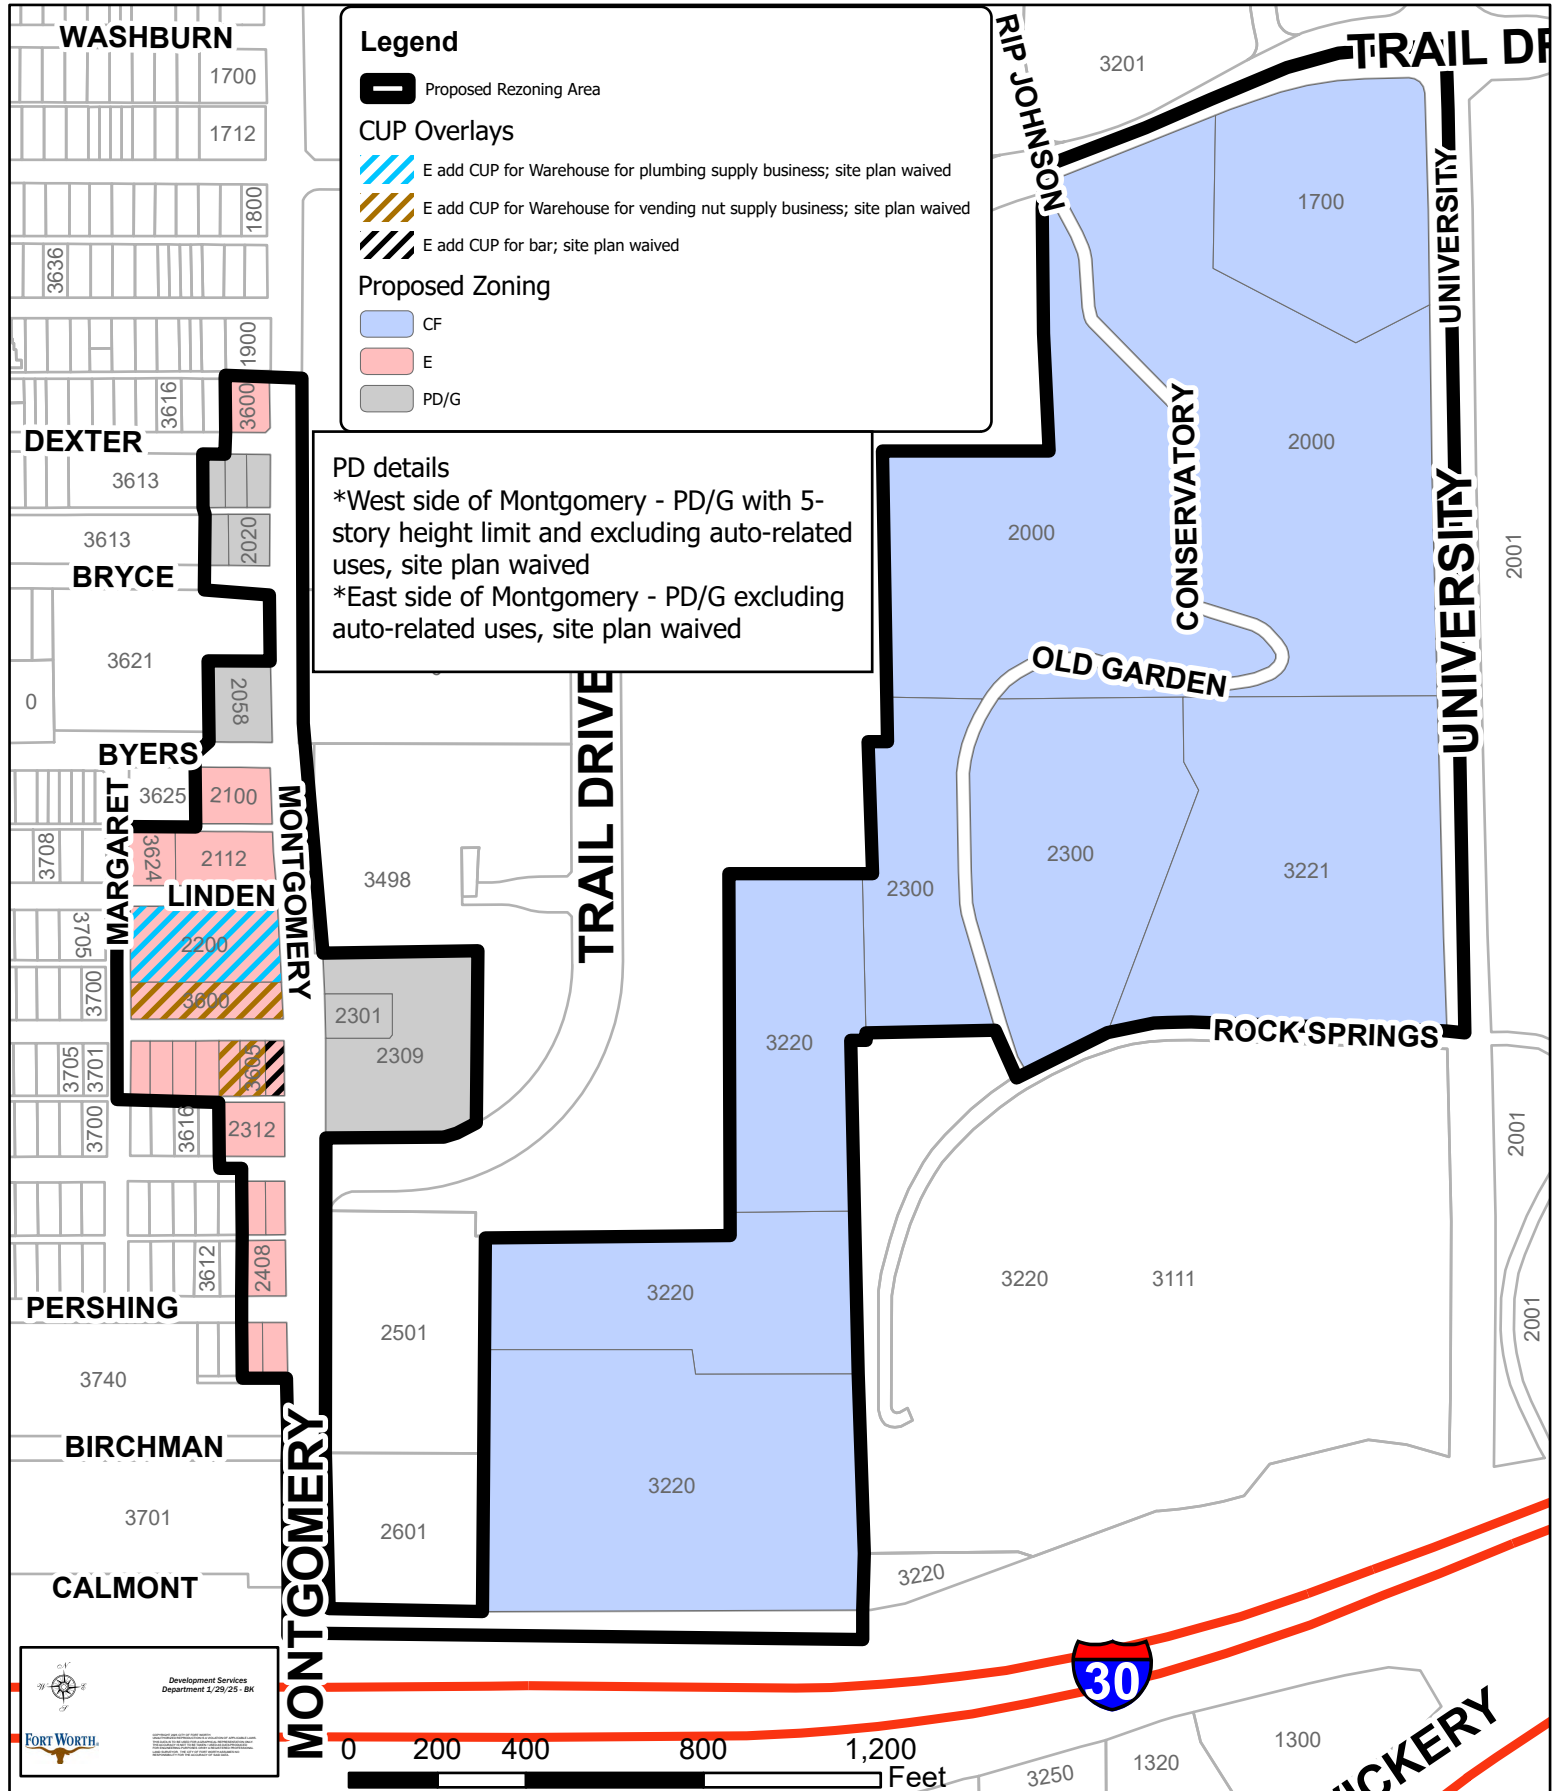 Legend
Proposed Rezoning Area
CUP Overlays
E add CUP for Warehouse for plumbing supply business; site plan waived
E add CUP for Warehouse for vending nut supply business; site plan waived
E add CUP for bar; site plan waived
Proposed Zoning
CF
E
PD/G
PD details
*West side of Montgomery - PD/G with 5-
story height limit and excluding auto-related
uses, site plan waived
*East side of Montgomery - PD/G excluding
auto-related uses, site plan waived
WASHBURN
1700
1712
1800
3636
1900
3616
3600
DEXTER
3613
3613
2020
BRYCE
3621
0
2058
BYERS
3625
2100
MARGARET
MONTGOMERY
3708
3624
2112
LINDEN
3705
2200
3700
3600
3705
3701
3605
3700
3616
2312
3612
2408
PERSHING
3740
BIRCHMAN
3701
CALMONT
MONTGOMERY
3498
TRAIL DRIVE
2301
2309
2501
2601
RIP JOHNSON
3201
TRAIL DR
1700
UNIVERSITY
2000
CONSERVATORY
2000
2001
OLD GARDEN
UNIVERSITY
2300
2300
3221
3220
ROCK SPRINGS
2001
3220
3220
3111
2001
3220
3220
30
VICKERY
1300
1320
3250
N
W
E
S
Development Services
Department 1/29/25 - BK
FORT WORTH®
0
200
400
800
1,200
Feet